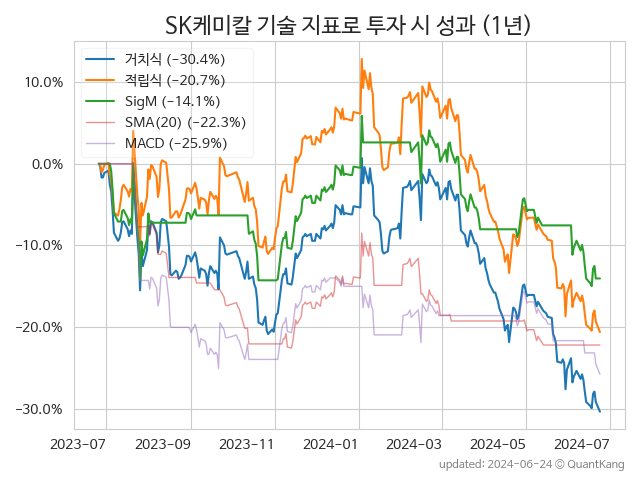 SK케미칼 기술 지표로 투자 시 성과 (1년)
거치식 (−30.4%)
적립식 (−20.7%)
SigM (−14.1%)
SMA(20) (−22.3%)
MACD (−25.9%)
10.0%
0.0%
−10.0%
−20.0%
−30.0%
2023-07 2023-09 2023-11 2024-01 2024-03 2024-05 2024-07
updated: 2024-06-24 © QuantKang